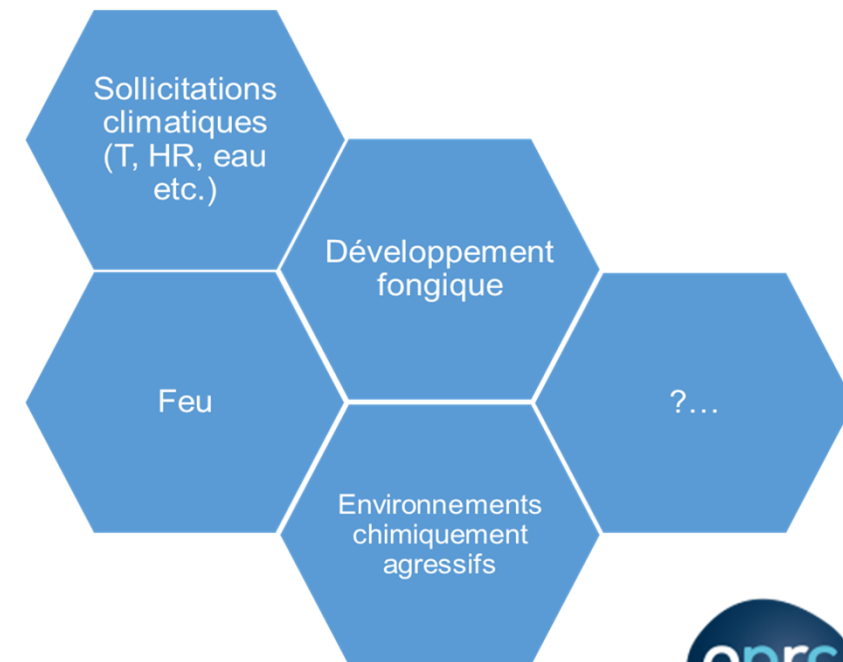 Sollicitations
climatiques
(T, HR, eau
etc.)
Développement
fongique
Feu
?...
Environnements
chimiquement
agressifs